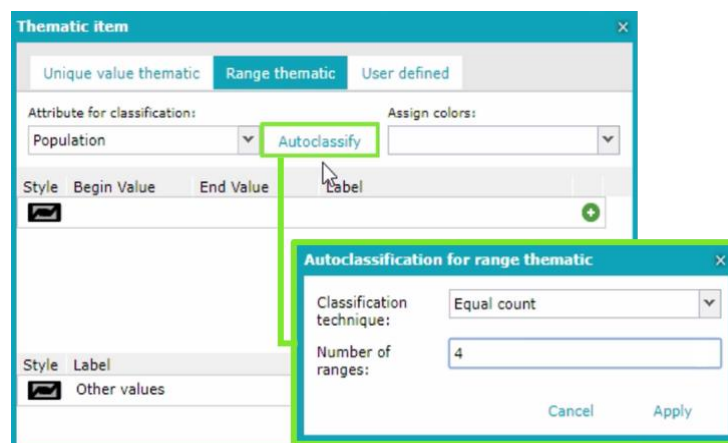 Thematic item
Unique value thematic Range thematic User defined
Attribute for classification: Assign colors:
Population Autoclassify
Style Begin Value End Value Label
Autoclassification for range thematic
Classification technique: Equal count
Number of ranges: 4
Cancel Apply
Style Label
Other values